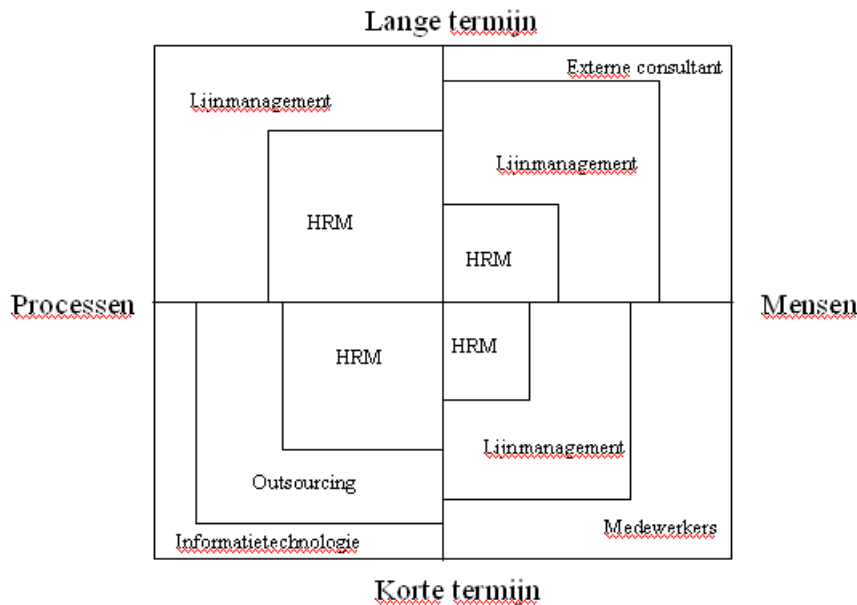 Lange termijn
Externe consultant
Lijnmanagement
Lijnmanagement
HRM
HRM
Processen
Mensen
HRM
HRM
Lijnmanagement
Outsourcing
Medewerkers
Informatietechnologie
Korte termijn